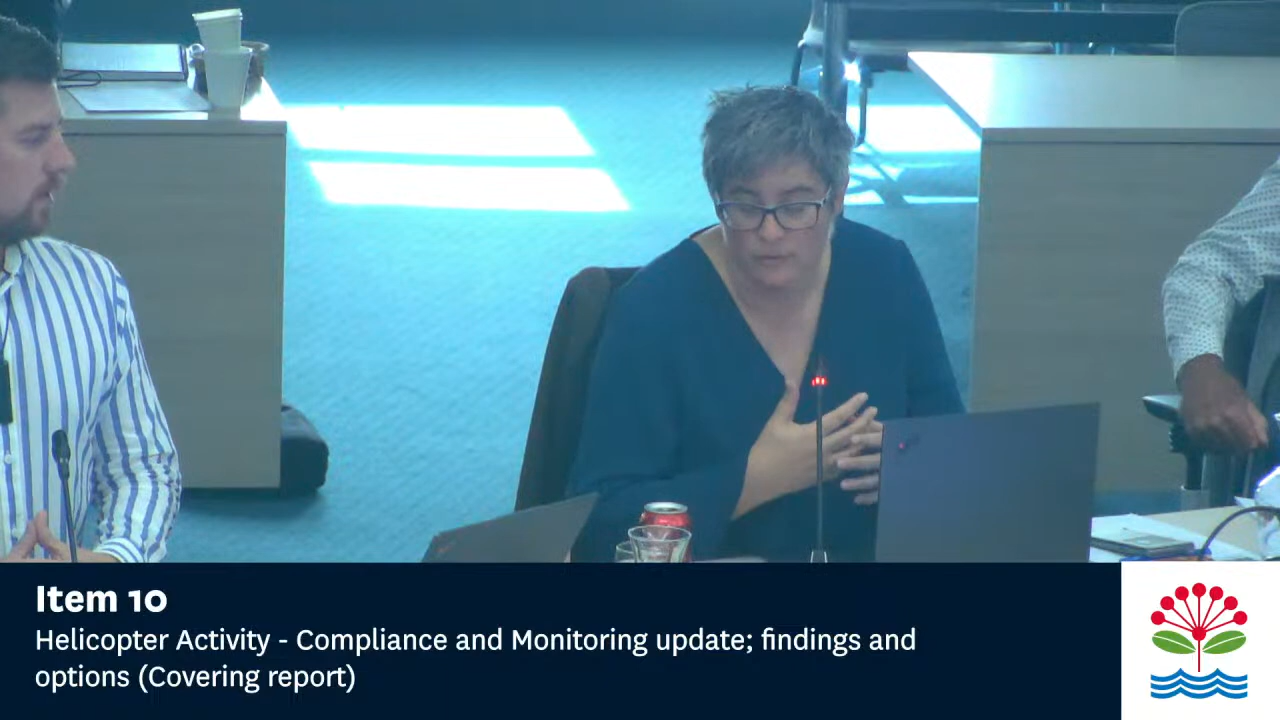 Item 10
Helicopter Activity - Compliance and Monitoring update; findings and
options (Covering report)